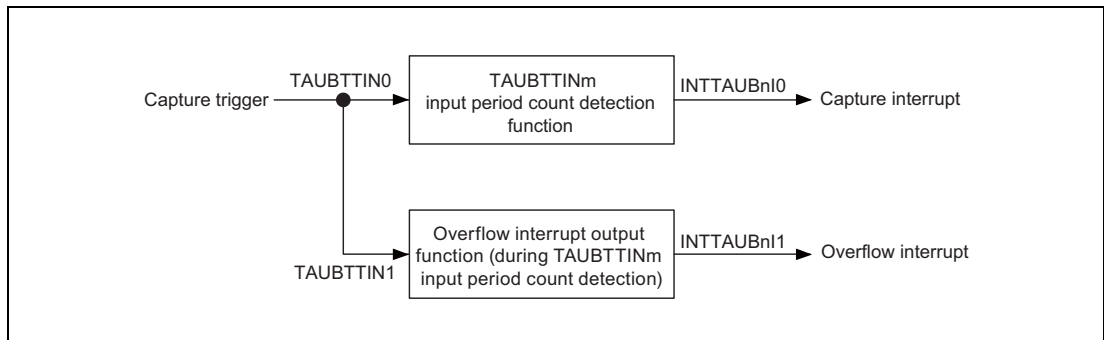 Capture trigger
TAUBTTIN0
TAUBTTINm
input period count detection
function
INTTAUBnI0
Capture interrupt
TAUBTTIN1
Overflow interrupt output
function (during TAUBTTINm
input period count detection)
INTTAUBnI1
Overflow interrupt